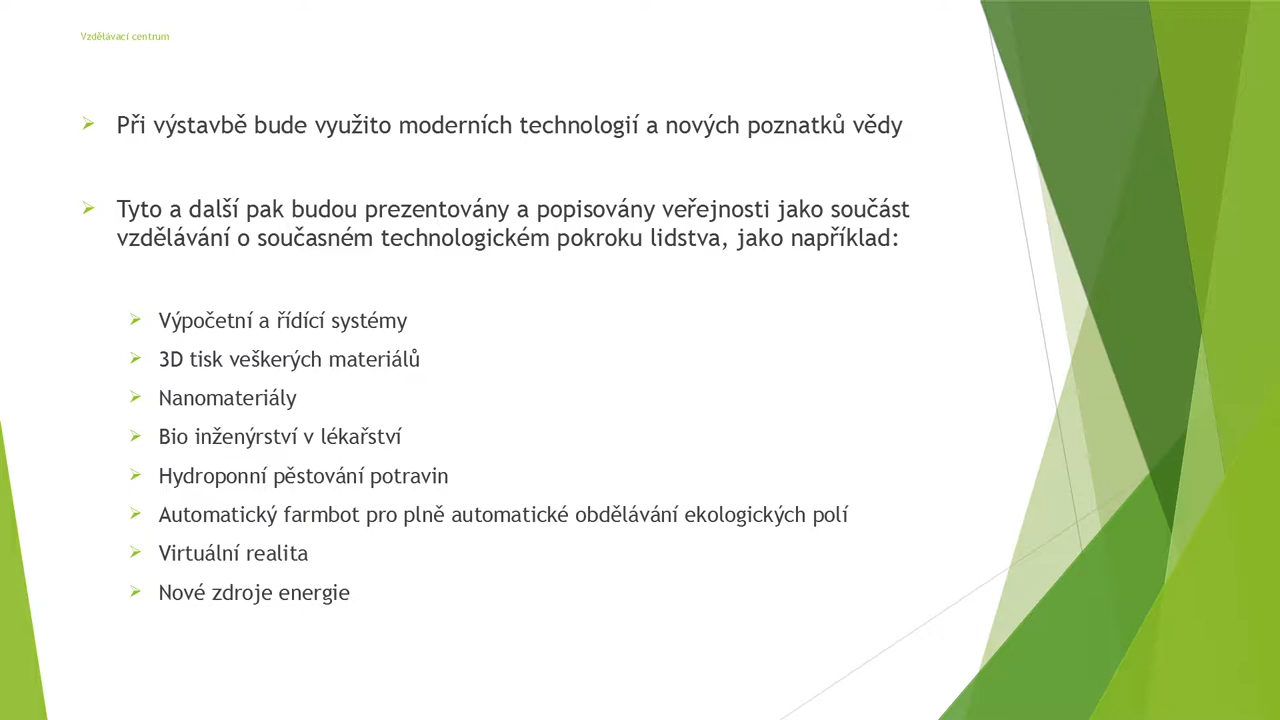 Vzdělávací centrum
Při výstavbě bude využito moderních technologií a nových poznatků vědy
Tyto a další pak budou prezentovány a popisovány veřejnosti jako součást
vzdělávání o současném technologickém pokroku lidstva, jako například:
Výpočetní a řídící systémy
3D tisk veškerých materiálů
Nanomateriály
Bio inženýrství v lékařství
Hydroponní pěstování potravin
Automatický farmbot pro plně automatické obdělávání ekologických polí
Virtuální realita
Nové zdroje energie